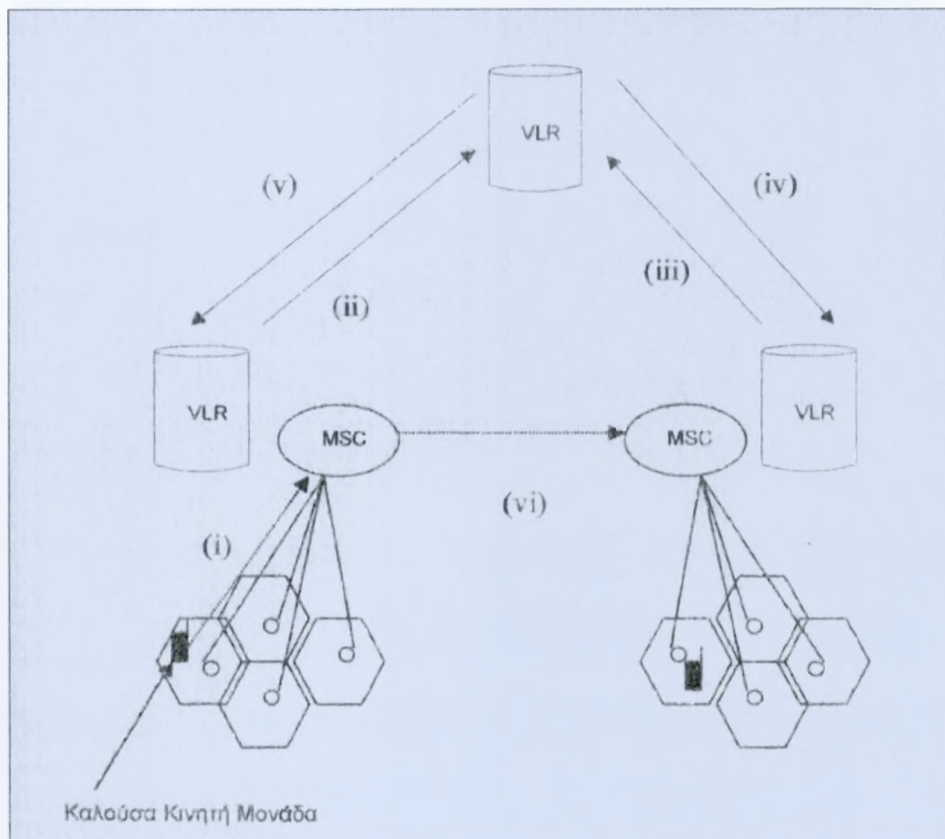 VLR
(v)
(iv)
(ii)
(iii)
VLR
MSC
MSC
VLR
(vi)
(i)
Καλούσα Κινητή Μονάδα